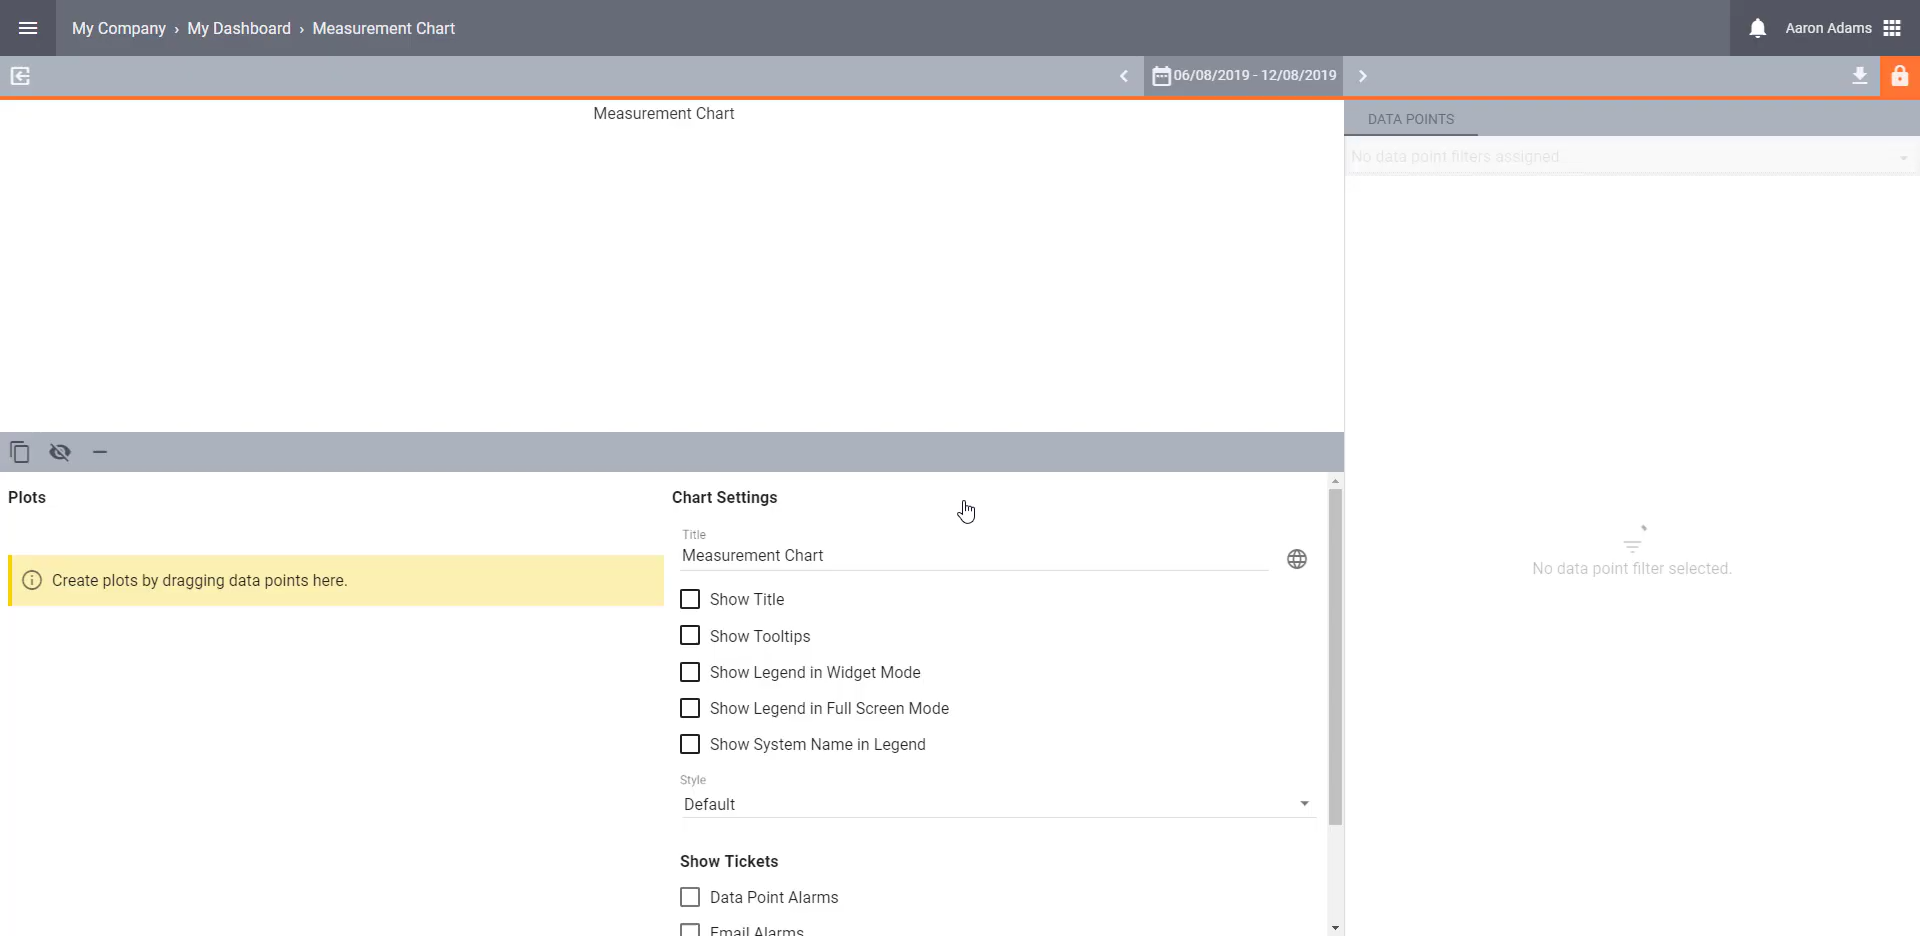 My Company › My Dashboard › Measurement Chart
Aaron Adams
06/08/2019 - 12/08/2019
Measurement Chart
DATA POINTS
No data point filters assigned.
No data point filter selected.
Plots
Create plots by dragging data points here.
Chart Settings
Title
Measurement Chart
Show Title
Show Tooltips
Show Legend in Widget Mode
Show Legend in Full Screen Mode
Show System Name in Legend
Style
Default
Show Tickets
Data Point Alarms
Email Alarms